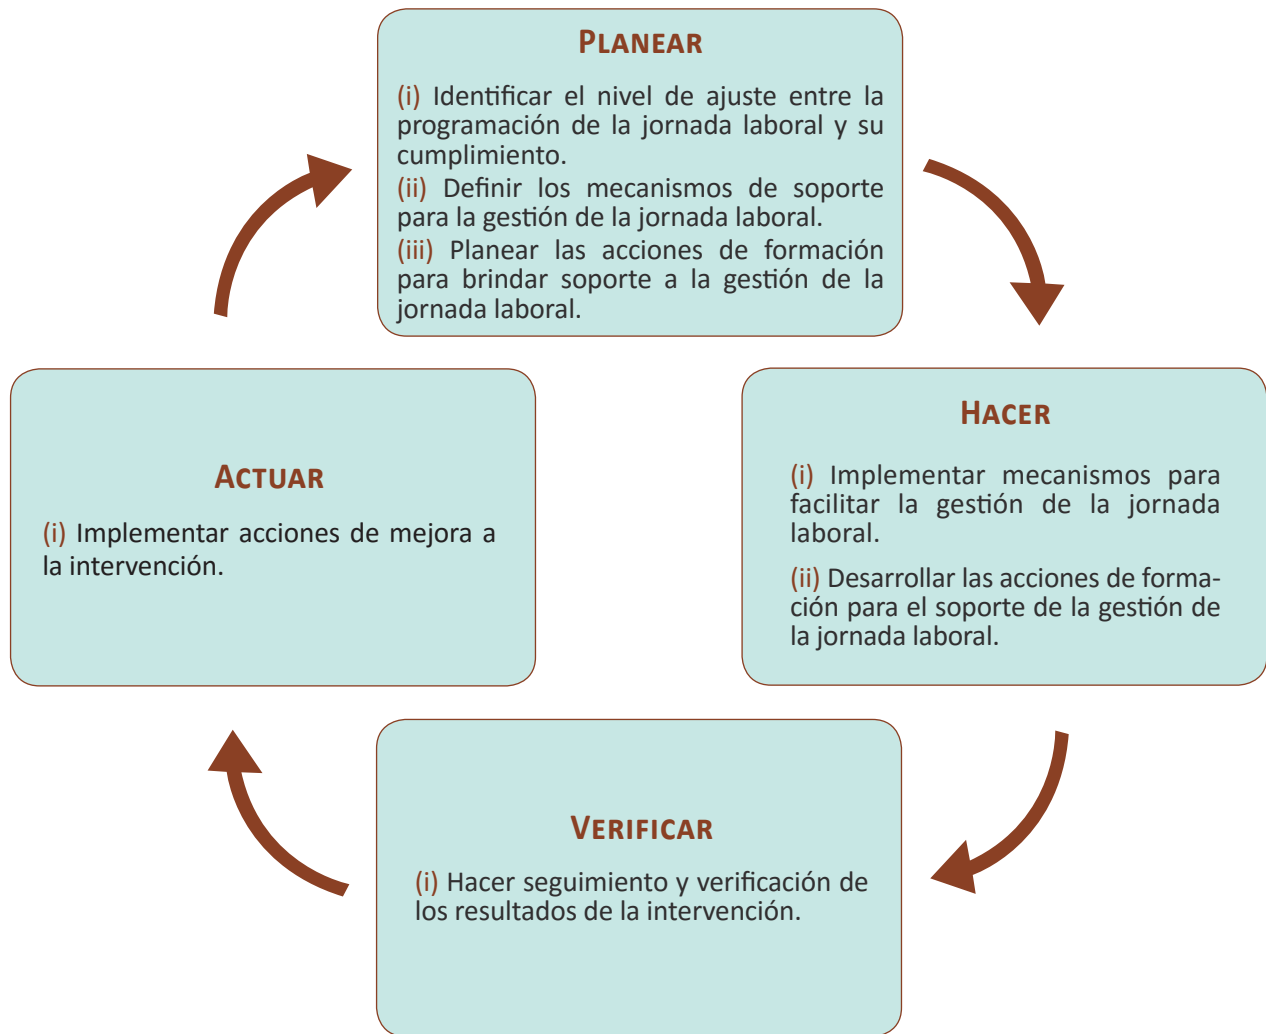 PLANEAR
(i) Identificar el nivel de ajuste entre la
programación de la jornada laboral y su
cumplimiento.
(ii) Definir los mecanismos de soporte
para la gestión de la jornada laboral.
(iii) Planear las acciones de formación
para brindar soporte a la gestión de la
jornada laboral.
HACER
(i) Implementar mecanismos para
facilitar la gestión de la jornada
laboral.
(ii) Desarrollar las acciones de forma-
ción para el soporte de la gestión de
la jornada laboral.
VERIFICAR
(i) Hacer seguimiento y verificación de
los resultados de la intervención.
ACTUAR
(i) Implementar acciones de mejora a
la intervención.